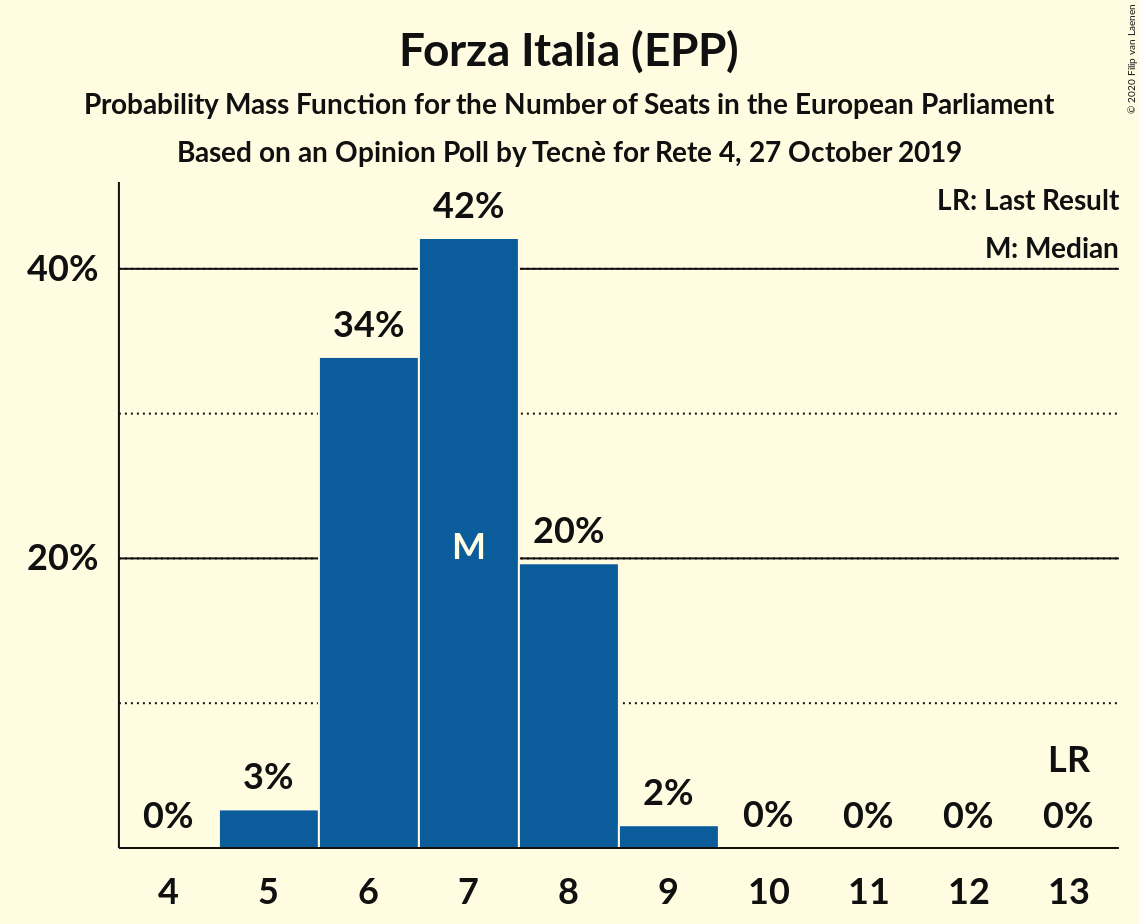 Forza Italia (EPP)
Probability Mass Function for the Number of Seats in the European Parliament
Based on an Opinion Poll by Tecnè for Rete 4, 27 October 2019
© 2020 Filip van Laenen
LR: Last Result
M: Median
40%
20%
0%
3%
34%
42%
M
20%
2%
0%
0%
0%
LR
0%
4 5 6 7 8 9 10 11 12 13